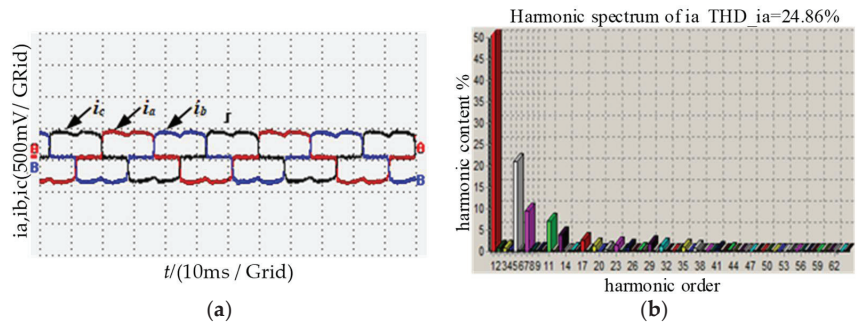 ia,ib,ic(500mV/ GRid)
ic
ia
ib
B
t/(10ms / Grid)
(a)
Harmonic spectrum of ia THD_ia=24.86%
harmonic content %
50
45
40
35
30
25
20
15
10
5
0
123456789 11 14 17 20 23 26 29 32 35 38 41 44 47 50 53 56 59 62
harmonic order
(b)